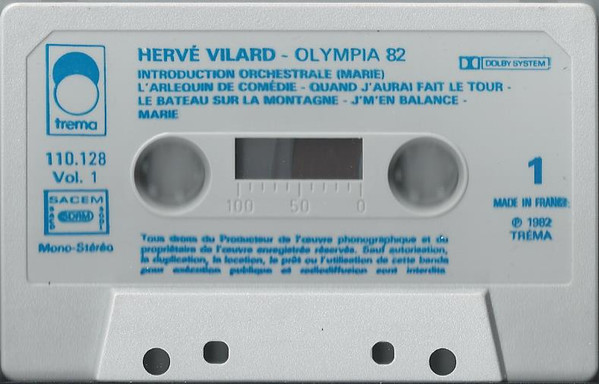 HERVÉ VILARD - OLYMPIA 82
DOLBY SYSTEM
INTRODUCTION ORCHESTRALE (MARIE)
L'ARLEQUIN DE COMÉDIE - QUAND J'AURAI FAIT LE TOUR -
LE BATEAU SUR LA MONTAGNE - J'M'EN BALANCE -
MARIE
trema
110.128
Vol. 1
SACEM
SDRM
Mono-Stéréo
100 50 0
1
MADE IN FRANCE
℗ 1982
TRÉMA
Tous droits du Producteur de l'œuvre phonographique et du
propriétaire de l'œuvre enregistrée réservés. Sauf autorisation,
la duplication, la location, le prêt ou l'utilisation de cette bande
pour exécution publique et radiodiffusion sont interdits.